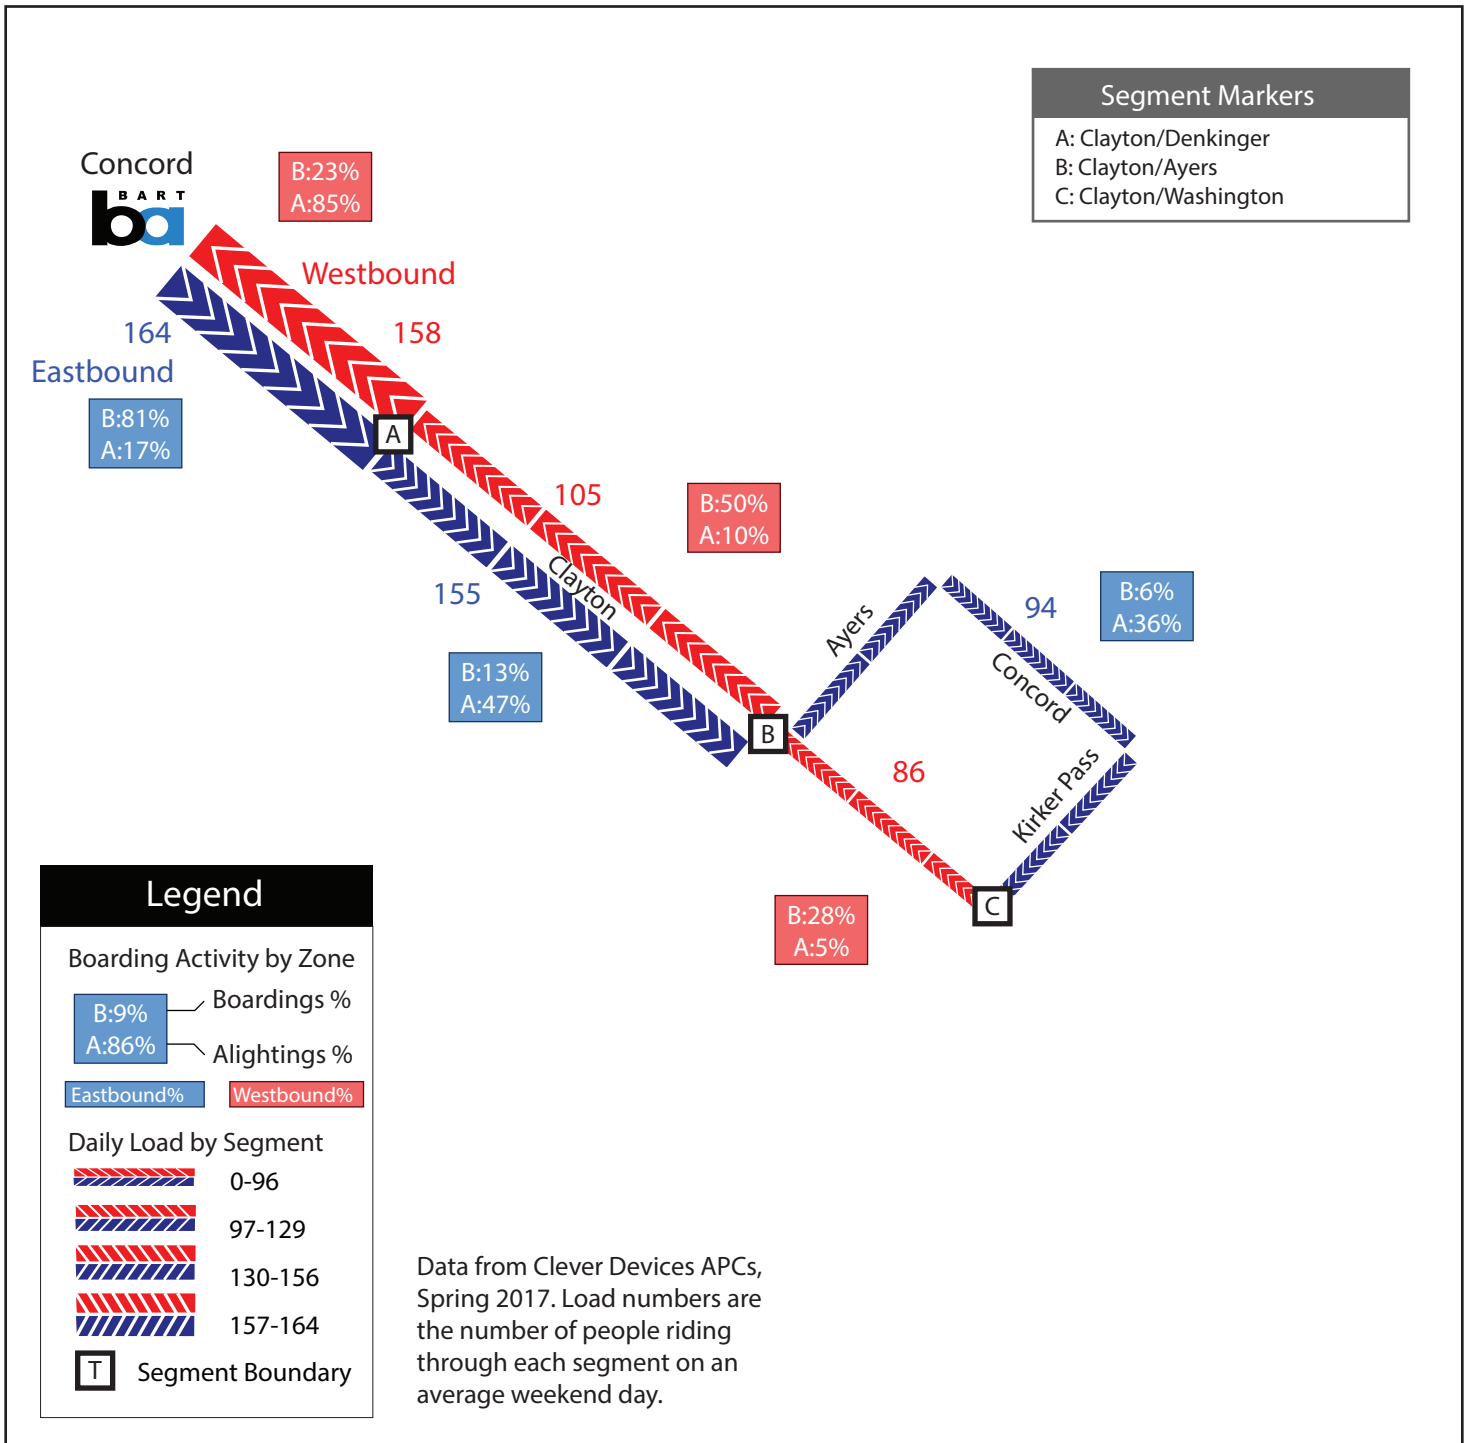 Segment Markers
A: Clayton/Denkinger
B: Clayton/Ayers
C: Clayton/Washington
Concord
BART
ba
B:23%
A:85%
Westbound
158
164
Eastbound
B:81%
A:17%
A
105
B:50%
A:10%
Clayton
155
B:13%
A:47%
Ayers
94
B:6%
A:36%
Concord
B
86
Kirker Pass
C
B:28%
A:5%
Legend
Boarding Activity by Zone
B:9%
A:86%
Boardings %
Alightings %
Eastbound%
Westbound%
Daily Load by Segment
0-96
97-129
130-156
157-164
T
Segment Boundary
Data from Clever Devices APCs,
Spring 2017. Load numbers are
the number of people riding
through each segment on an
average weekend day.